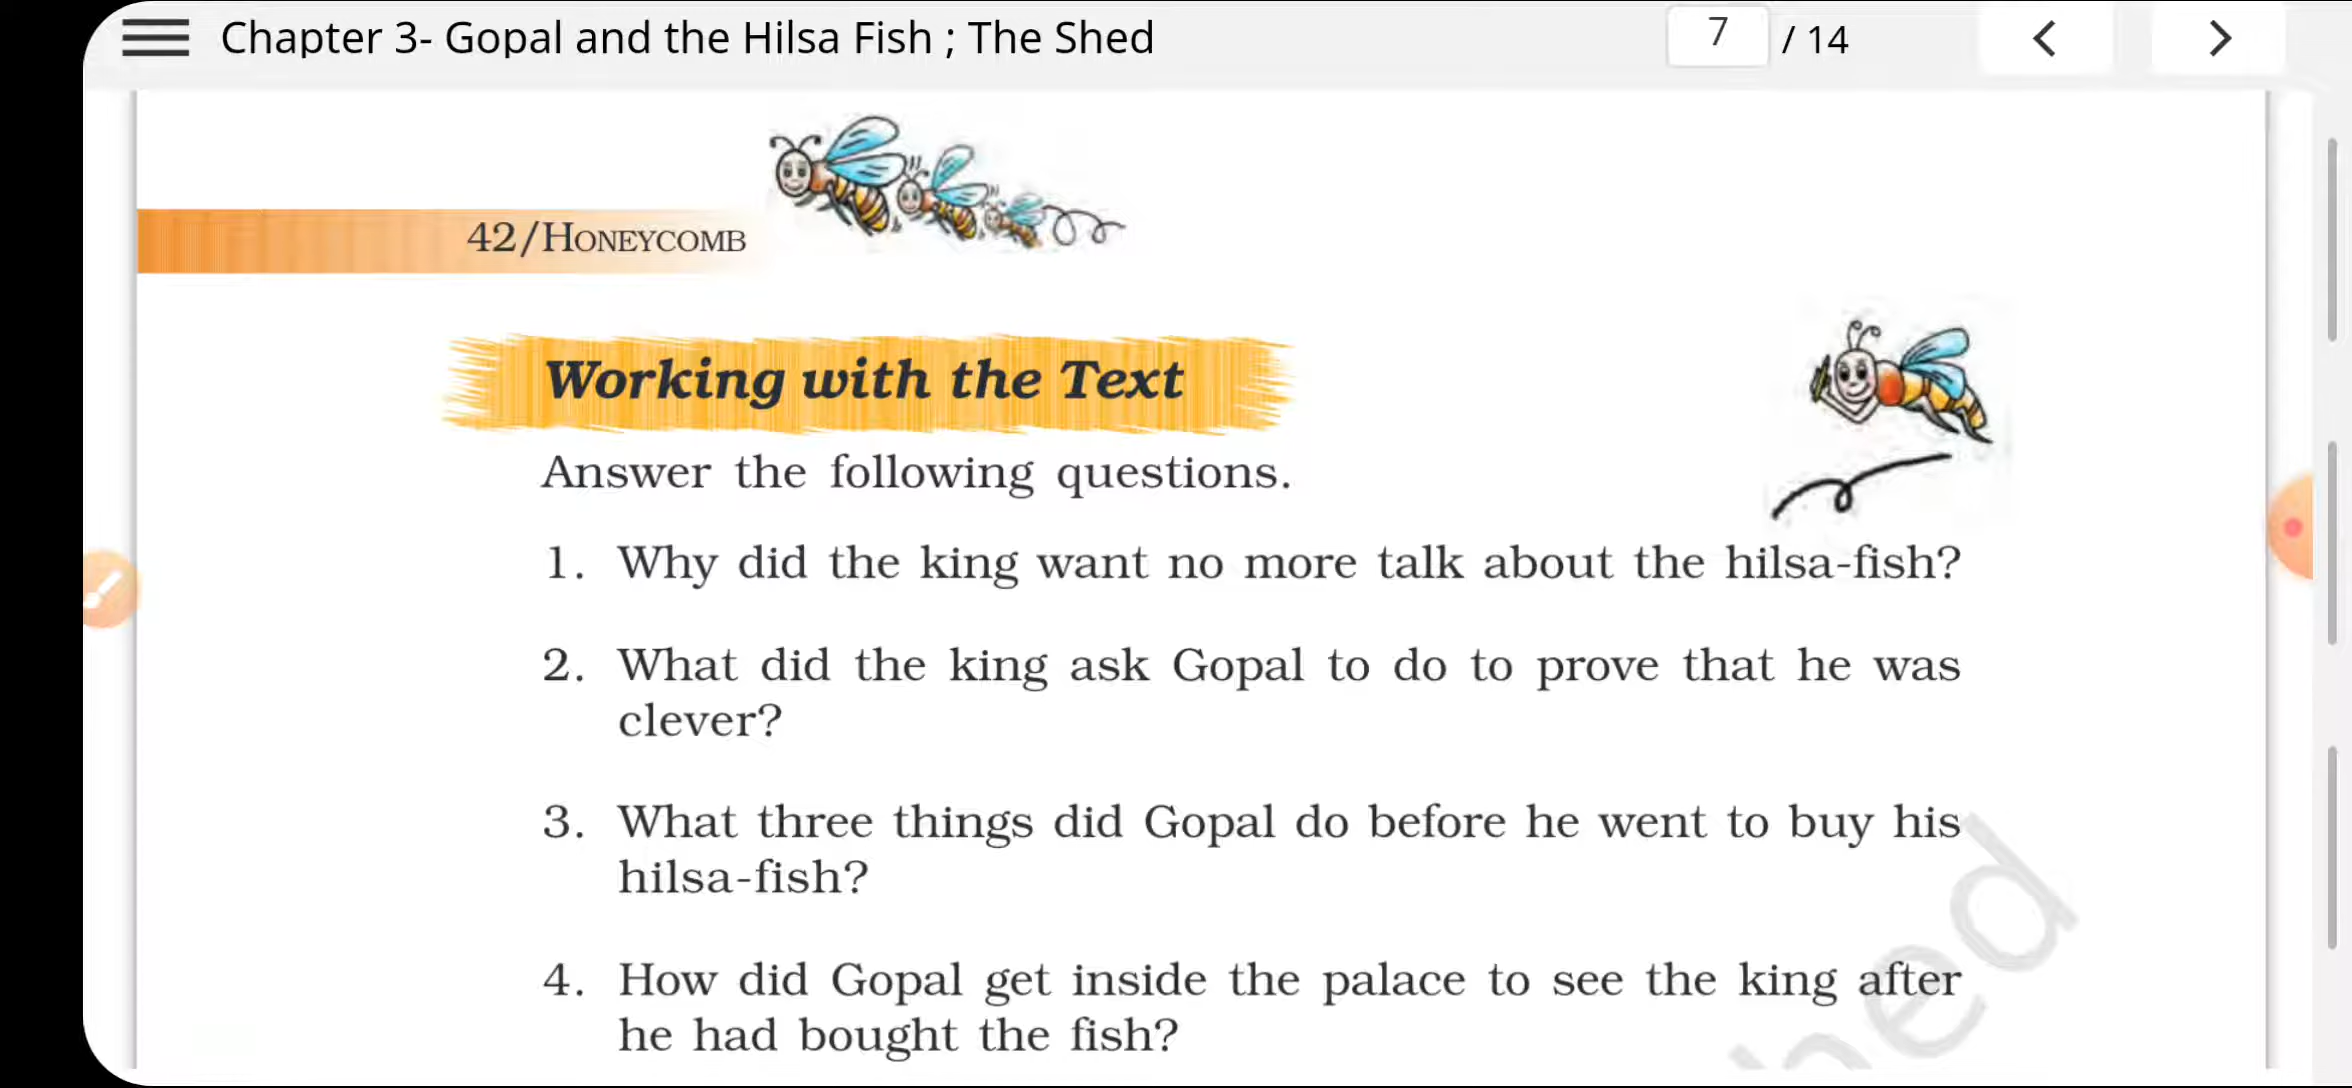 Chapter 3- Gopal and the Hilsa Fish ; The Shed
7 / 14
42/HONEYCOMB
Working with the Text
Answer the following questions.
1. Why did the king want no more talk about the hilsa-fish?
2. What did the king ask Gopal to do to prove that he was
clever?
3. What three things did Gopal do before he went to buy his
hilsa-fish?
4. How did Gopal get inside the palace to see the king after
he had bought the fish?